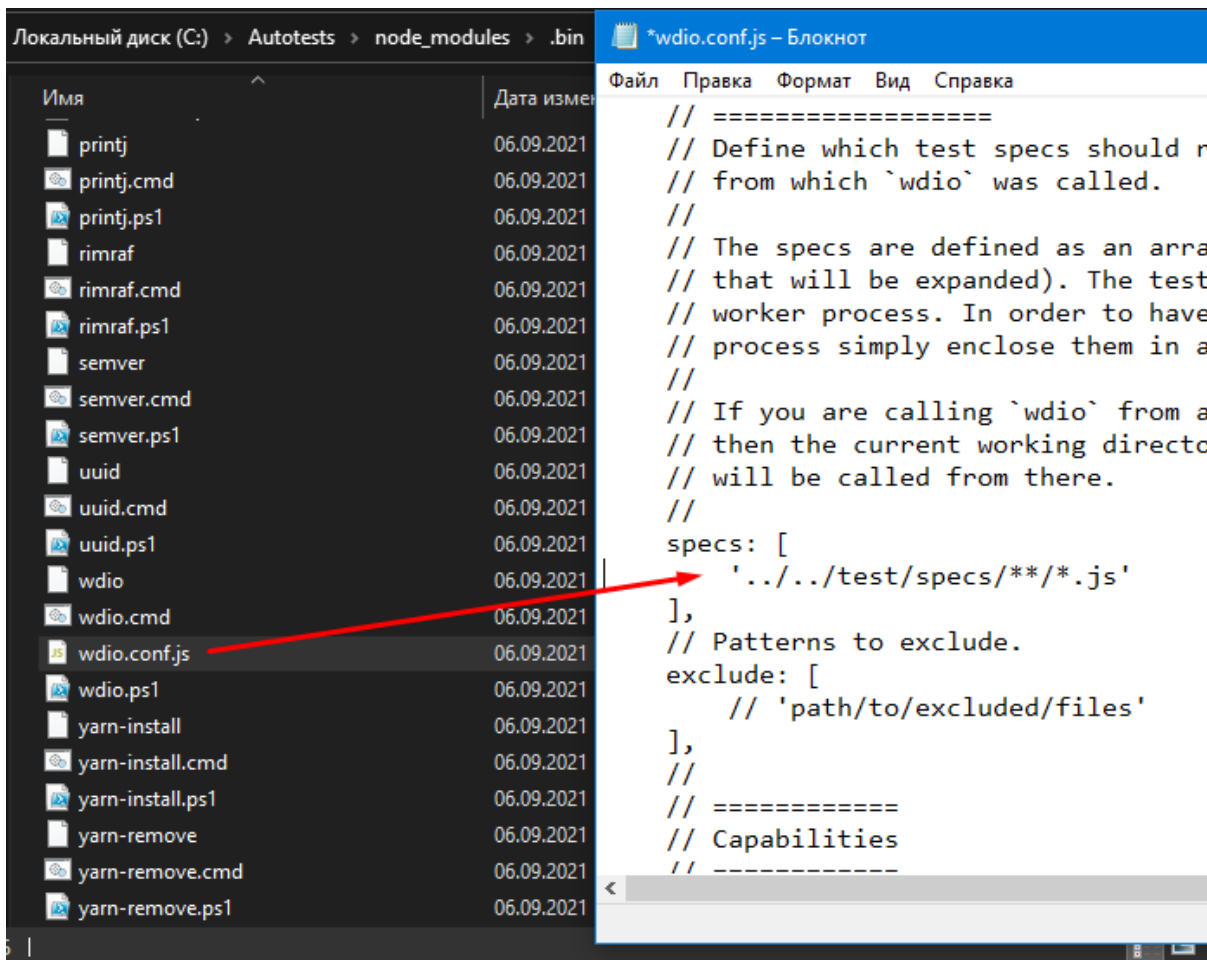 Локальный диск (C:) > Autotests > node_modules > .bin
Имя
Дата измен
printj 06.09.2021
printj.cmd 06.09.2021
printj.ps1 06.09.2021
rimraf 06.09.2021
rimraf.cmd 06.09.2021
rimraf.ps1 06.09.2021
semver 06.09.2021
semver.cmd 06.09.2021
semver.ps1 06.09.2021
uuid 06.09.2021
uuid.cmd 06.09.2021
uuid.ps1 06.09.2021
wdio 06.09.2021
wdio.cmd 06.09.2021
wdio.conf.js 06.09.2021
wdio.ps1 06.09.2021
yarn-install 06.09.2021
yarn-install.cmd 06.09.2021
yarn-install.ps1 06.09.2021
yarn-remove 06.09.2021
yarn-remove.cmd 06.09.2021
yarn-remove.ps1 06.09.2021
*wdio.conf.js – Блокнот
Файл Правка Формат Вид Справка
// ==================
// Define which test specs should r
// from which `wdio` was called.
//
// The specs are defined as an arra
// that will be expanded). The test
// worker process. In order to have
// process simply enclose them in a
//
// If you are calling `wdio` from a
// then the current working directo
// will be called from there.
//
specs: [
'../../test/specs/**/*.js'
],
// Patterns to exclude.
exclude: [
// 'path/to/excluded/files'
],
//
// ============
// Capabilities
// ============